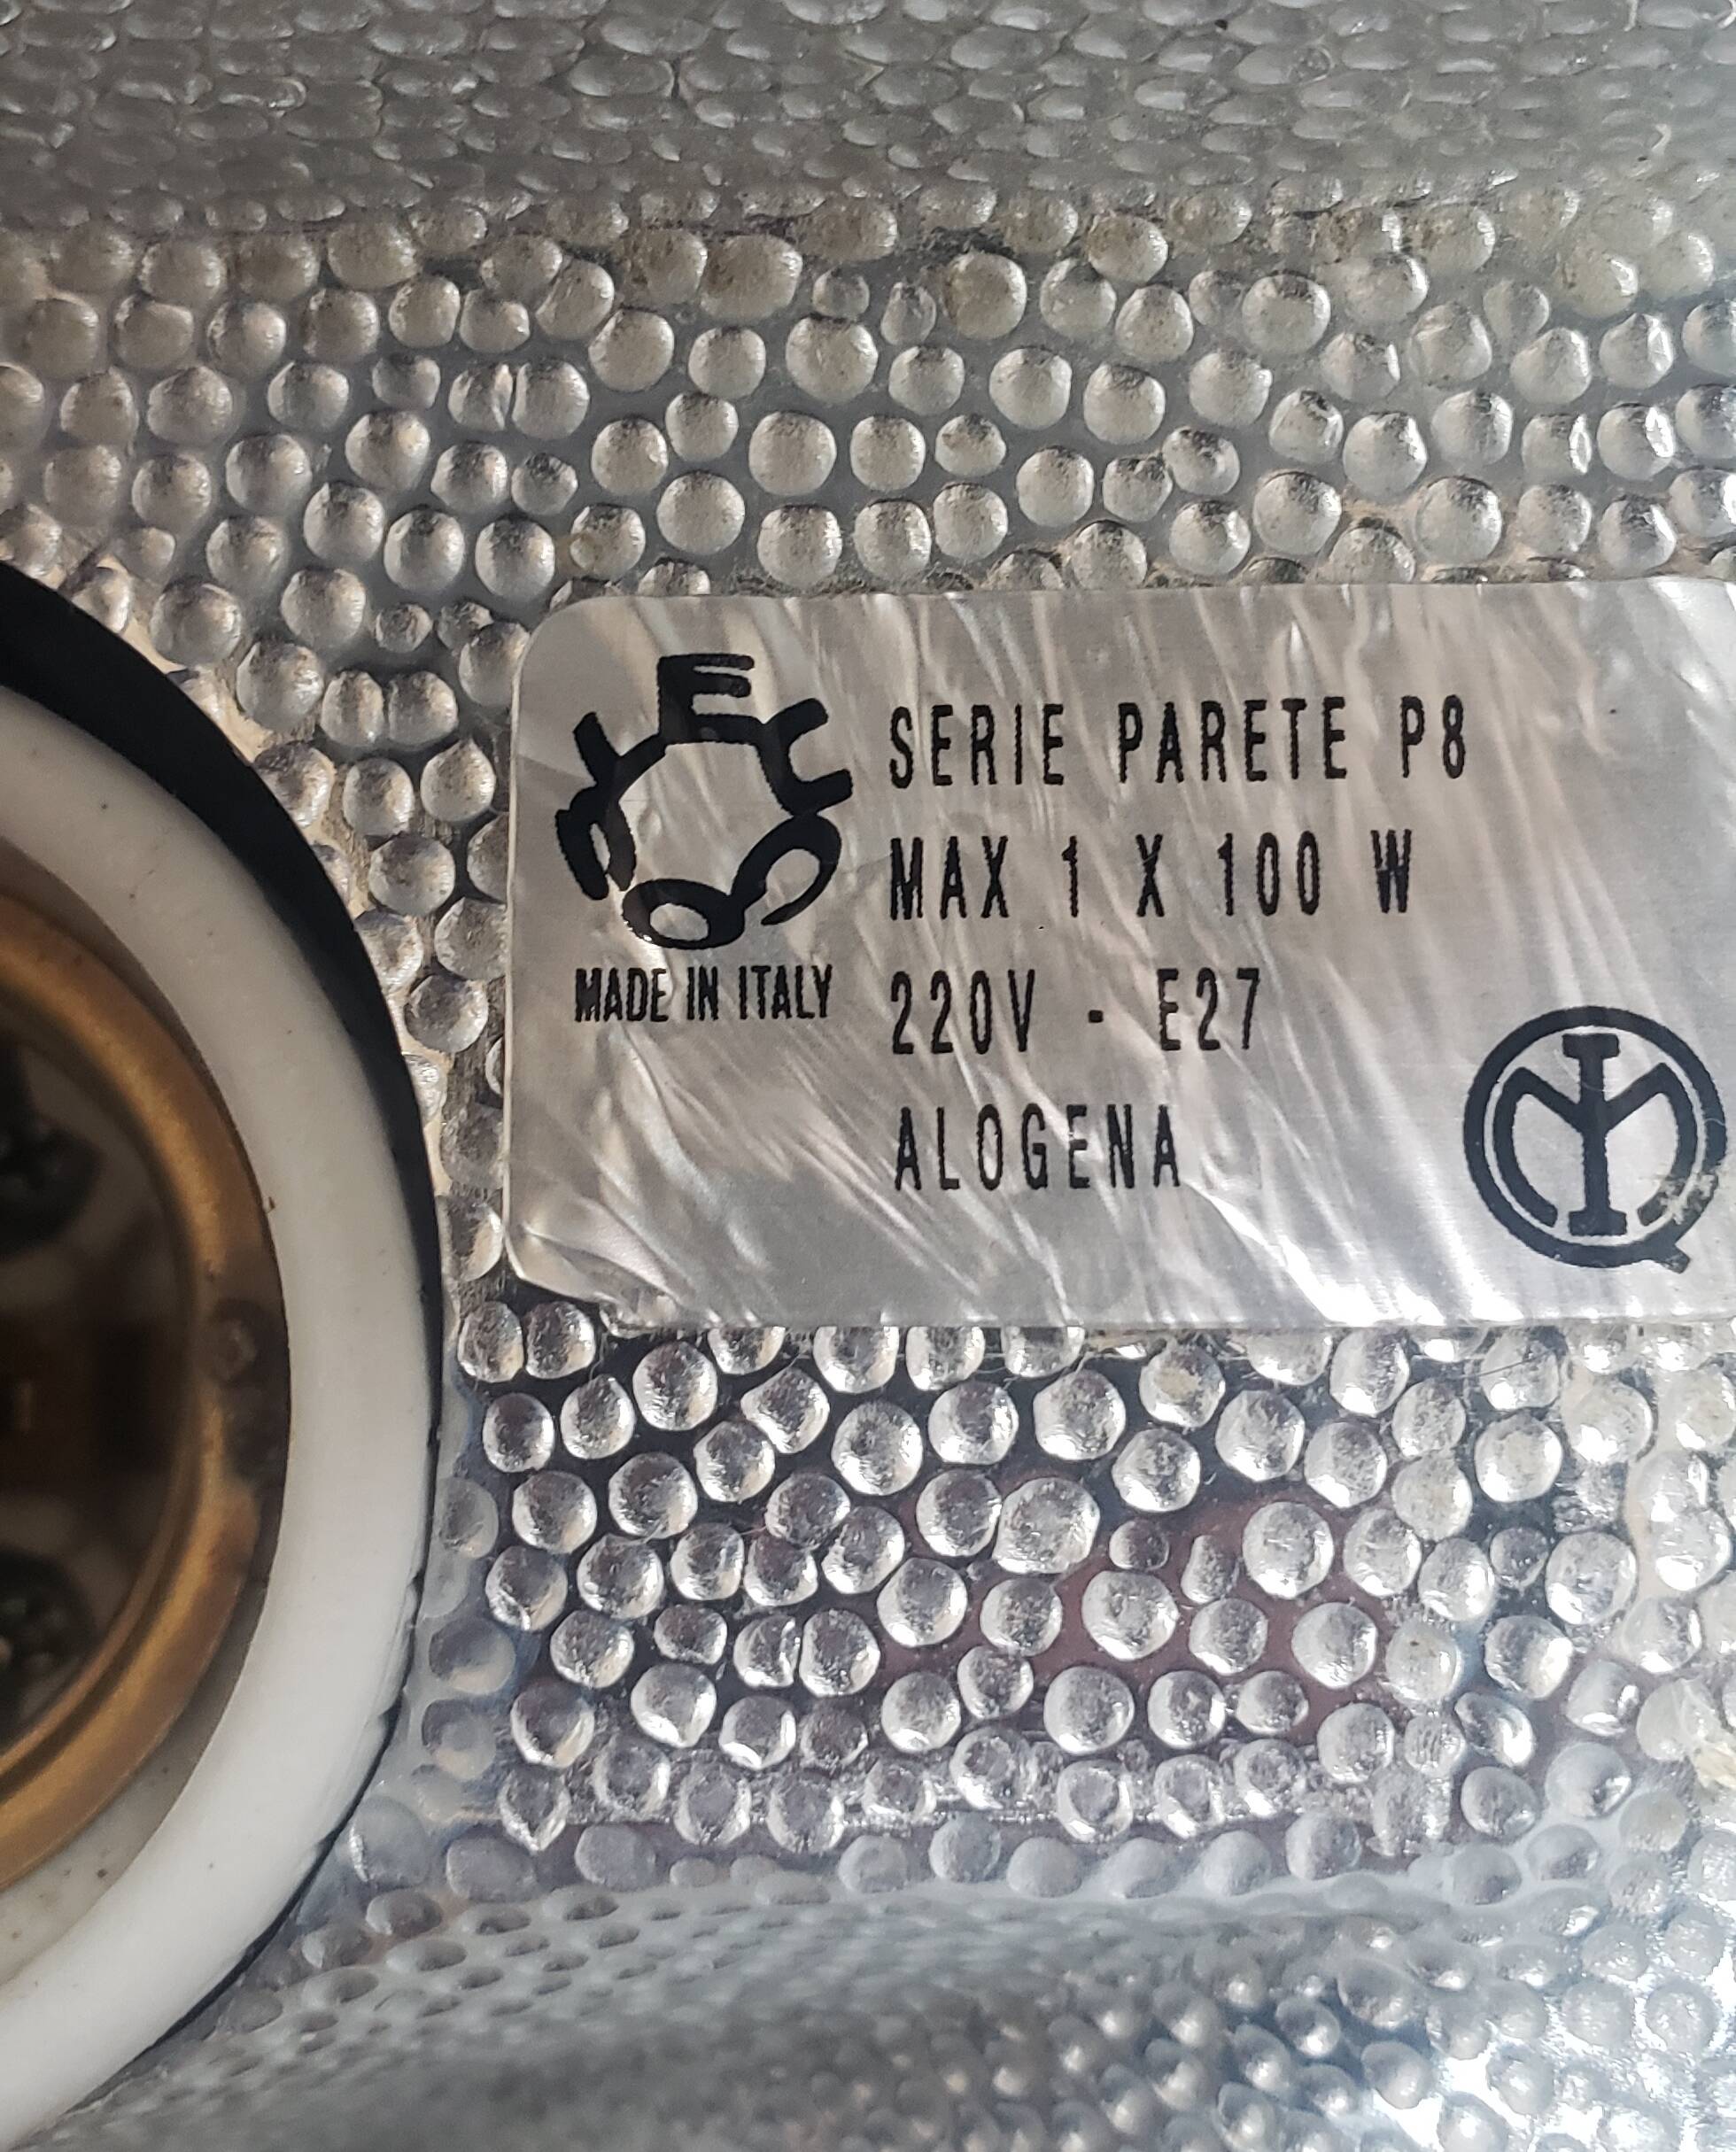 MADE IN ITALY
SERIE PARETE P8
MAX 1 X 100 W
220V - E27
ALOGENA